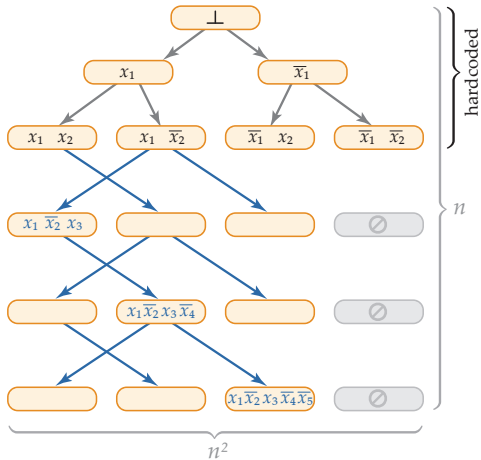 ⊥
x₁ x̅₁
x₁ x₂ x₁ x̅₂ x̅₁ x₂ x̅₁ x̅₂
hardcoded
x₁ x̅₂ x₃
n
x₁ x̅₂ x₃ x̅₄
x₁ x̅₂ x₃ x̅₄ x̅₅
n²